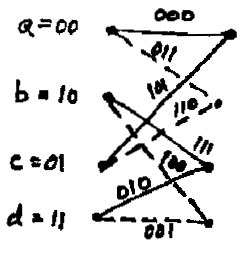 000
a = 00
011
101
b = 10
110
111
c = 01
100
010
d = 11
001